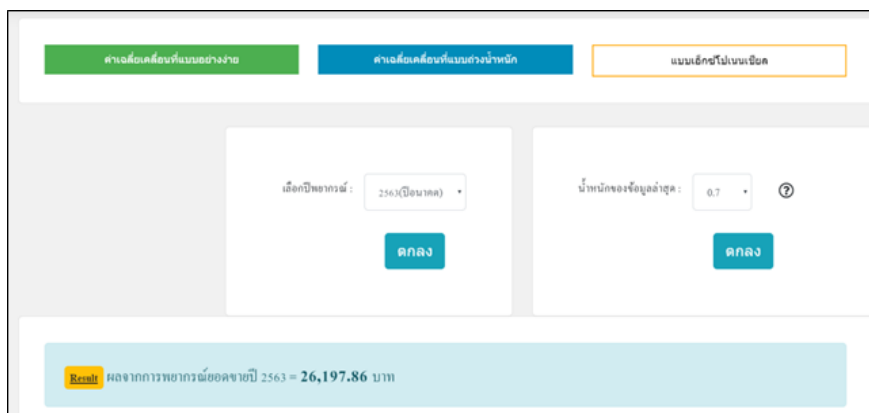 ค่าเฉลี่ยเคลื่อนที่แบบอย่างง่าย ค่าเฉลี่ยเคลื่อนที่แบบถ่วงน้ำหนัก แบบเอ็กซ์โปเนนเชียล
เลือกปีพยากรณ์ : 2563(ปีอนาคต) น้ำหนักของข้อมูลล่าสุด : 0.7 ?
ตกลง ตกลง
Result ผลจากการพยากรณ์ยอดขายปี 2563 = 26,197.86 บาท